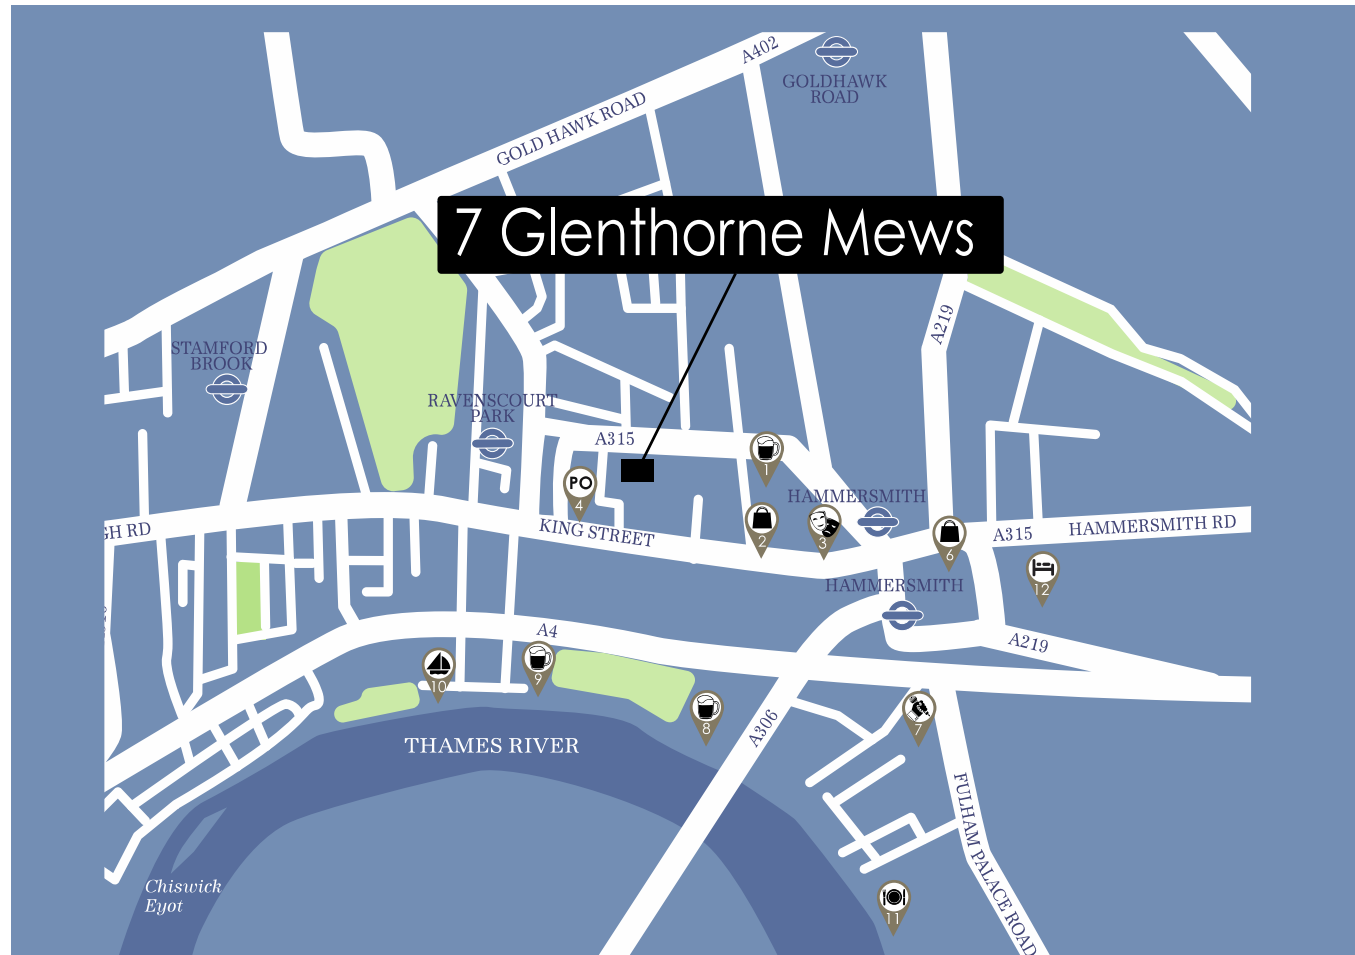 A402
GOLDHAWK
ROAD
GOLD HAWK ROAD
7 Glenthorne Mews
A219
STAMFORD
BROOK
RAVENSCOURT
PARK
A315
1
PO
4
HAMMERSMITH
KING STREET
2
3
6
A315
HAMMERSMITH RD
GH RD
12
HAMMERSMITH
A4
A219
10
9
8
7
A306
THAMES RIVER
FULHAM PALACE ROAD
Chiswick
Eyot
11